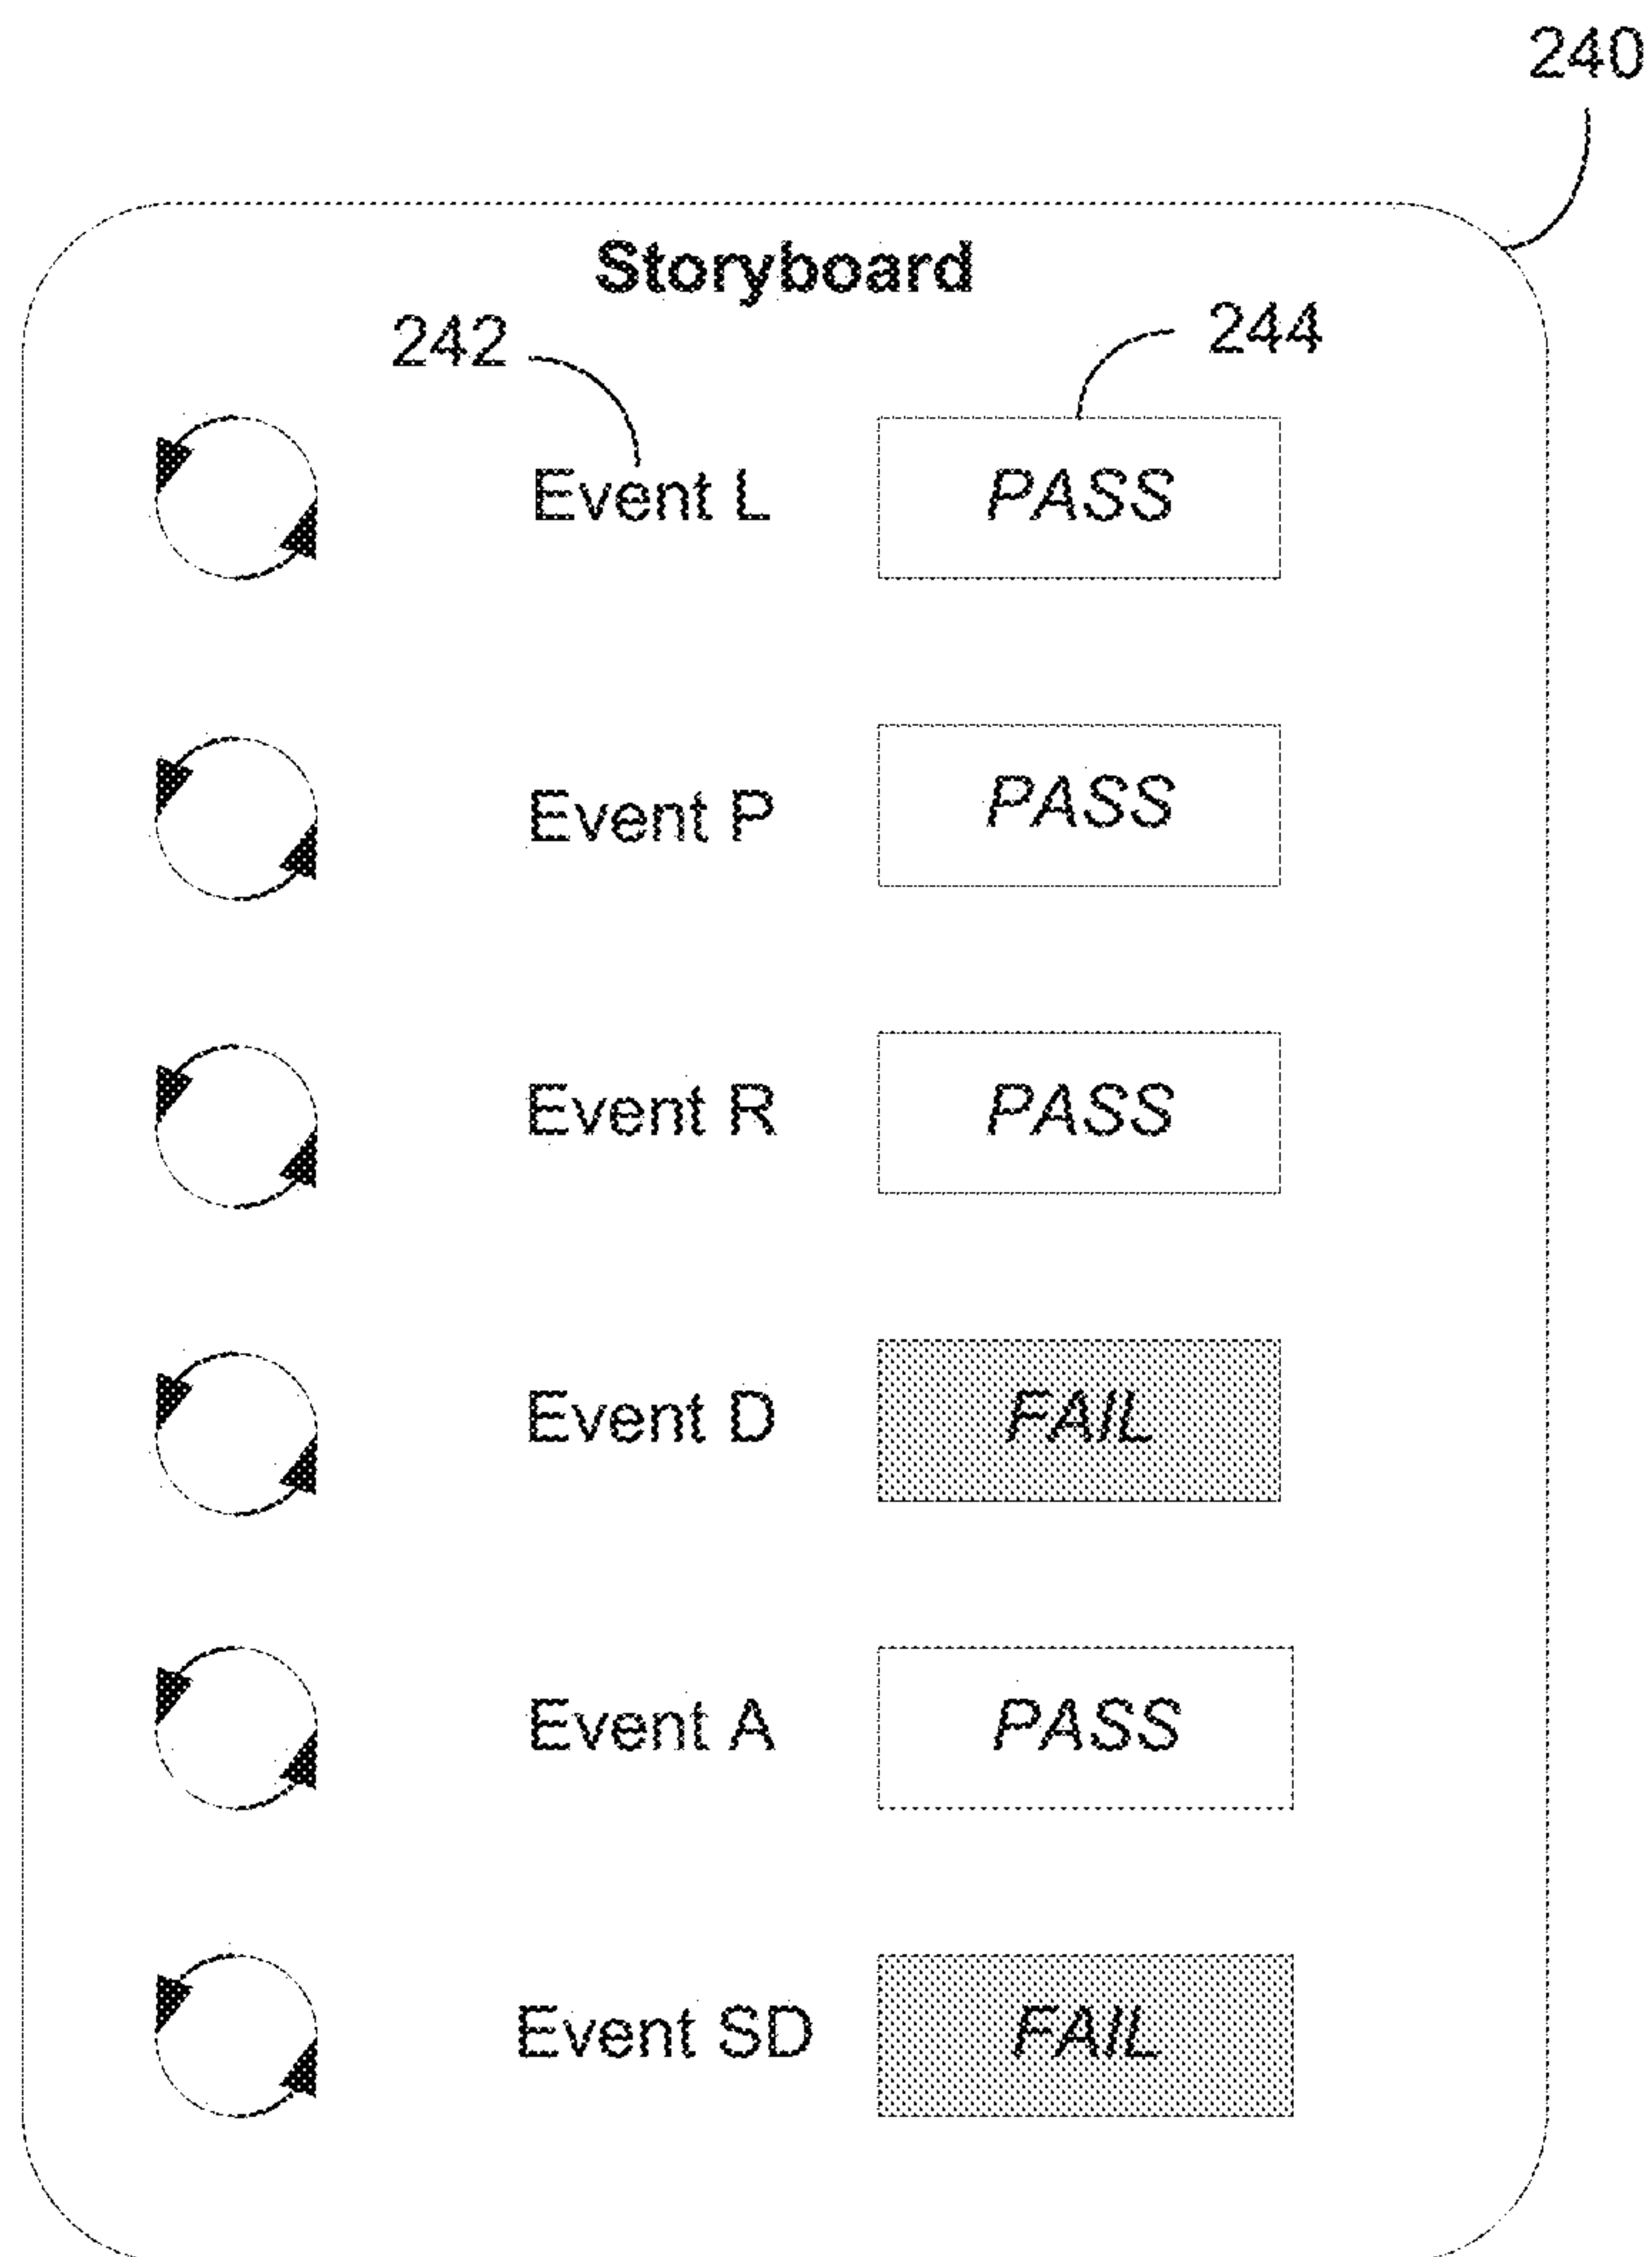 240
Storyboard
242 244
Event L PASS
Event P PASS
Event R PASS
Event D FAIL
Event A PASS
Event SD FAIL